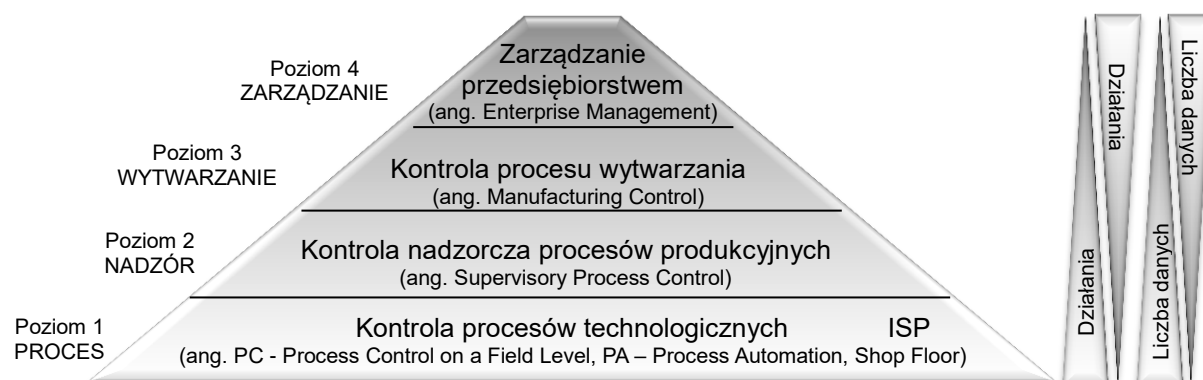 Poziom 4
ZARZĄDZANIE
Zarządzanie
przedsiębiorstwem
(ang. Enterprise Management)
Poziom 3
WYTWARZANIE
Kontrola procesu wytwarzania
(ang. Manufacturing Control)
Poziom 2
NADZÓR
Kontrola nadzorcza procesów produkcyjnych
(ang. Supervisory Process Control)
Poziom 1
PROCES
Kontrola procesów technologicznych ISP
(ang. PC - Process Control on a Field Level, PA – Process Automation, Shop Floor)
Działania
Działania
Liczba danych
Liczba danych